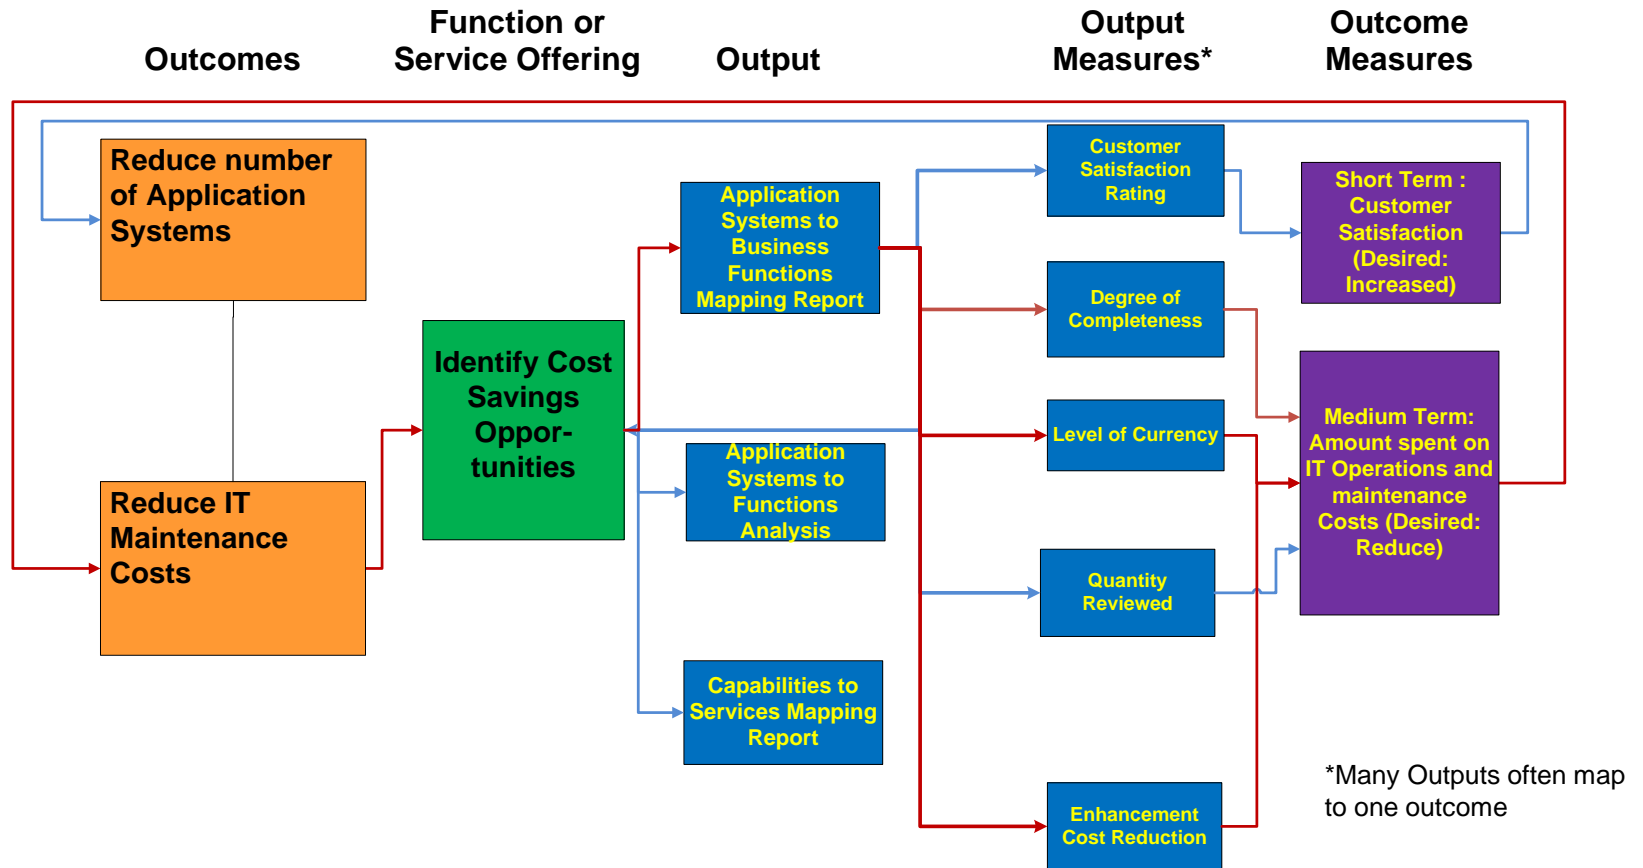 Outcomes
Function or
Service Offering
Output
Output
Measures*
Outcome
Measures
Reduce number
of Application
Systems
Reduce IT
Maintenance
Costs
Identify Cost
Savings
Oppor-
tunities
Application
Systems to
Business
Functions
Mapping Report
Application
Systems to
Functions
Analysis
Capabilities to
Services Mapping
Report
Customer
Satisfaction
Rating
Degree of
Completeness
Level of Currency
Quantity
Reviewed
Enhancement
Cost Reduction
Short Term :
Customer
Satisfaction
(Desired:
Increased)
Medium Term:
Amount spent on
IT Operations and
maintenance
Costs (Desired:
Reduce)
*Many Outputs often map
to one outcome